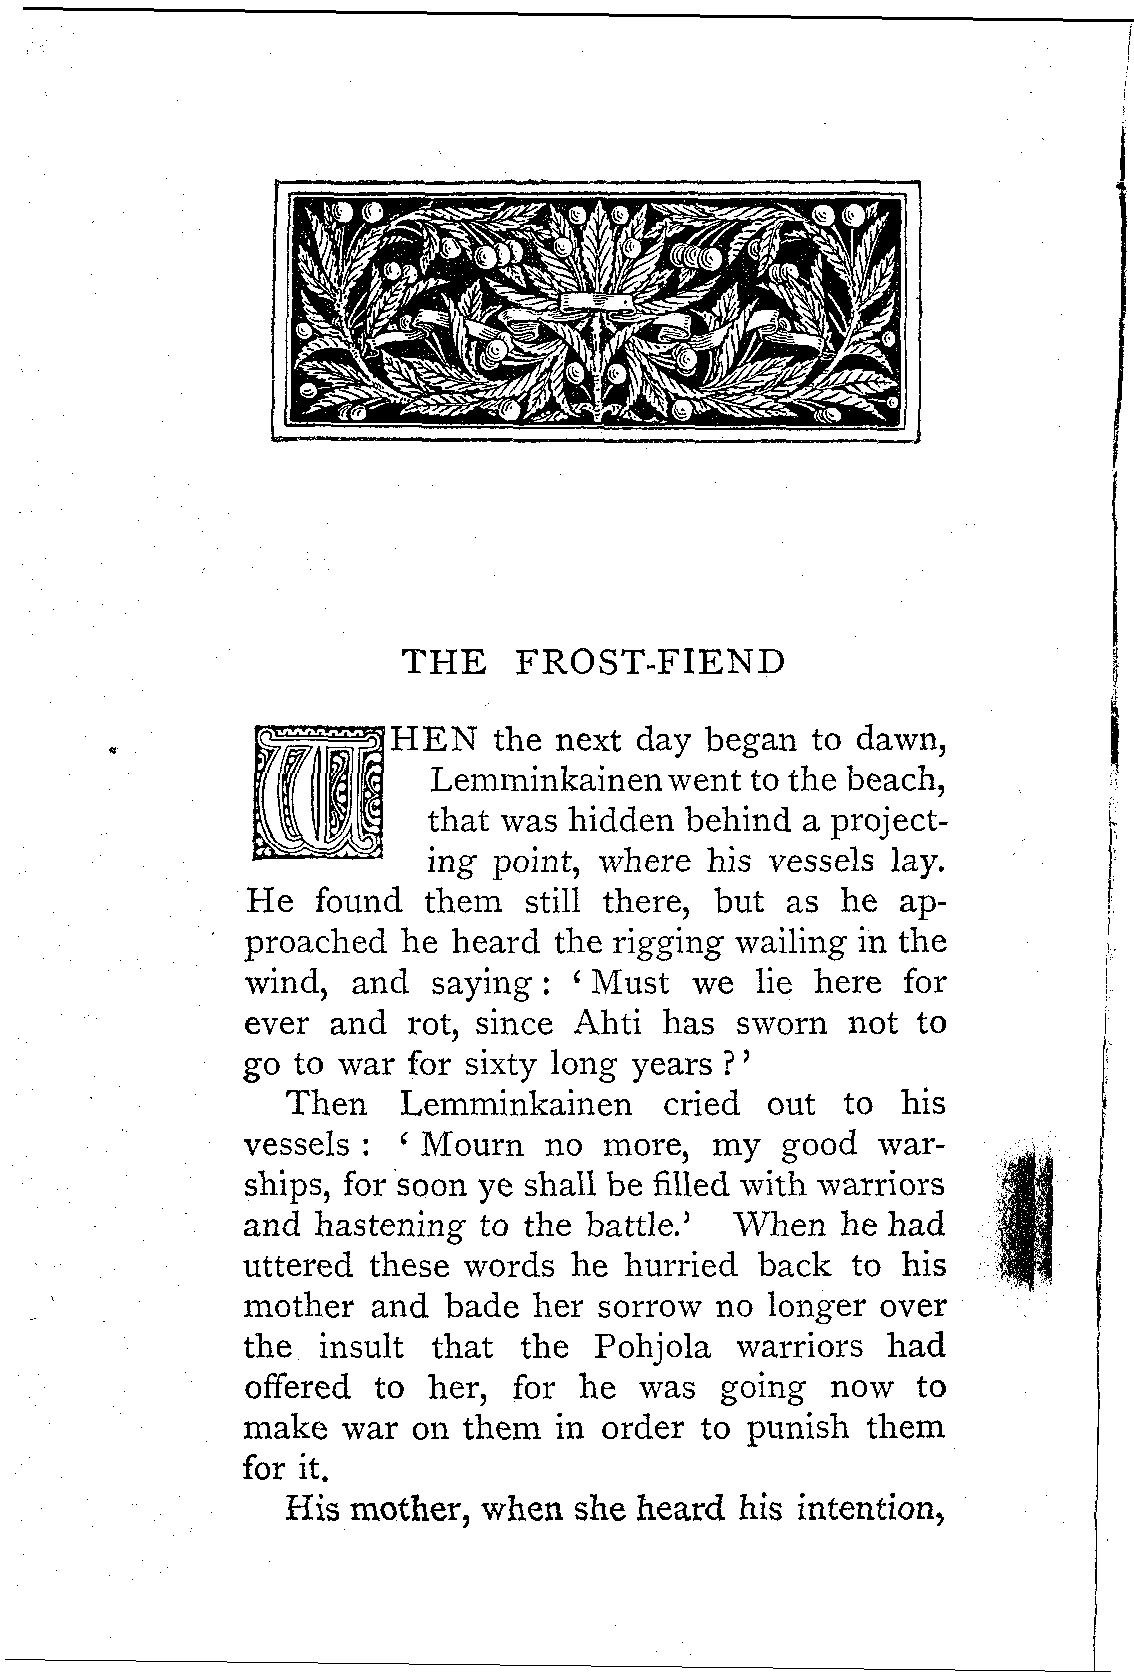 THE FROST-FIEND
WHEN the next day began to dawn,
Lemminkainen went to the beach,
that was hidden behind a project-
ing point, where his vessels lay.
He found them still there, but as he ap-
proached he heard the rigging wailing in the
wind, and saying : ‘ Must we lie here for
ever and rot, since Ahti has sworn not to
go to war for sixty long years ? ’
Then Lemminkainen cried out to his
vessels : ‘ Mourn no more, my good war-
ships, for soon ye shall be filled with warriors
and hastening to the battle.’ When he had
uttered these words he hurried back to his
mother and bade her sorrow no longer over
the insult that the Pohjola warriors had
offered to her, for he was going now to
make war on them in order to punish them
for it.
His mother, when she heard his intention,